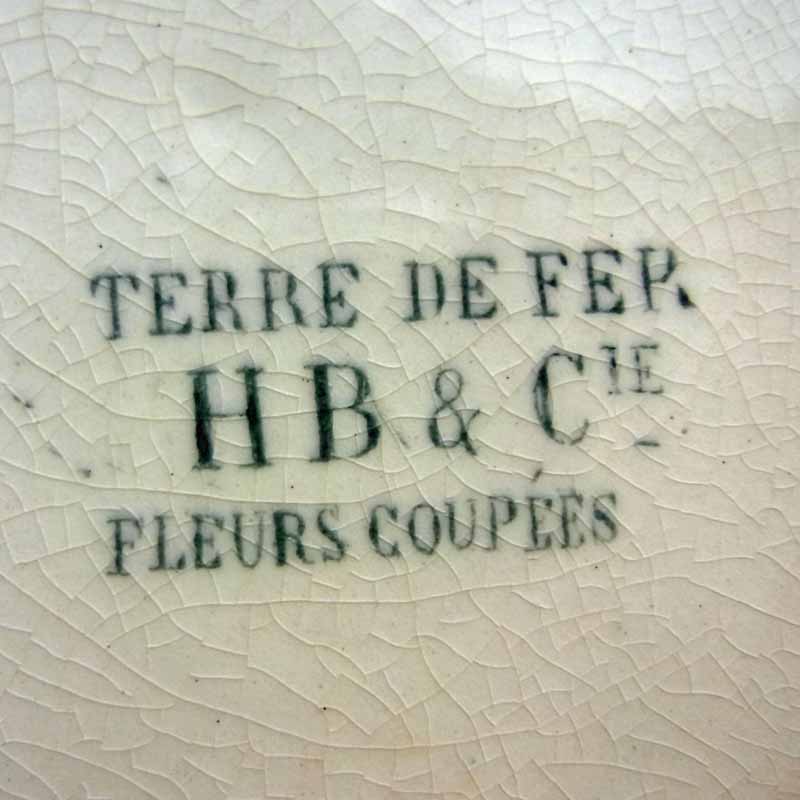 TERRE DE FER
HB & CIE
FLEURS COUPÉES